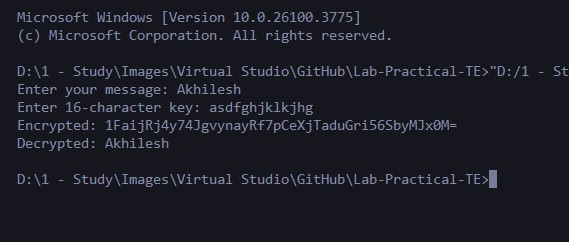 Microsoft Windows [Version 10.0.26100.3775]
(c) Microsoft Corporation. All rights reserved.
D:\1 - Study\Images\Virtual Studio\GitHub\Lab-Practical-TE>"D:/1 - St
Enter your message: Akhilesh
Enter 16-character key: asdfghjklkjhg
Encrypted: 1FaijRj4y74JgvynayRf7pCeXjTaduGri56SbyMJx0M=
Decrypted: Akhilesh
D:\1 - Study\Images\Virtual Studio\GitHub\Lab-Practical-TE>